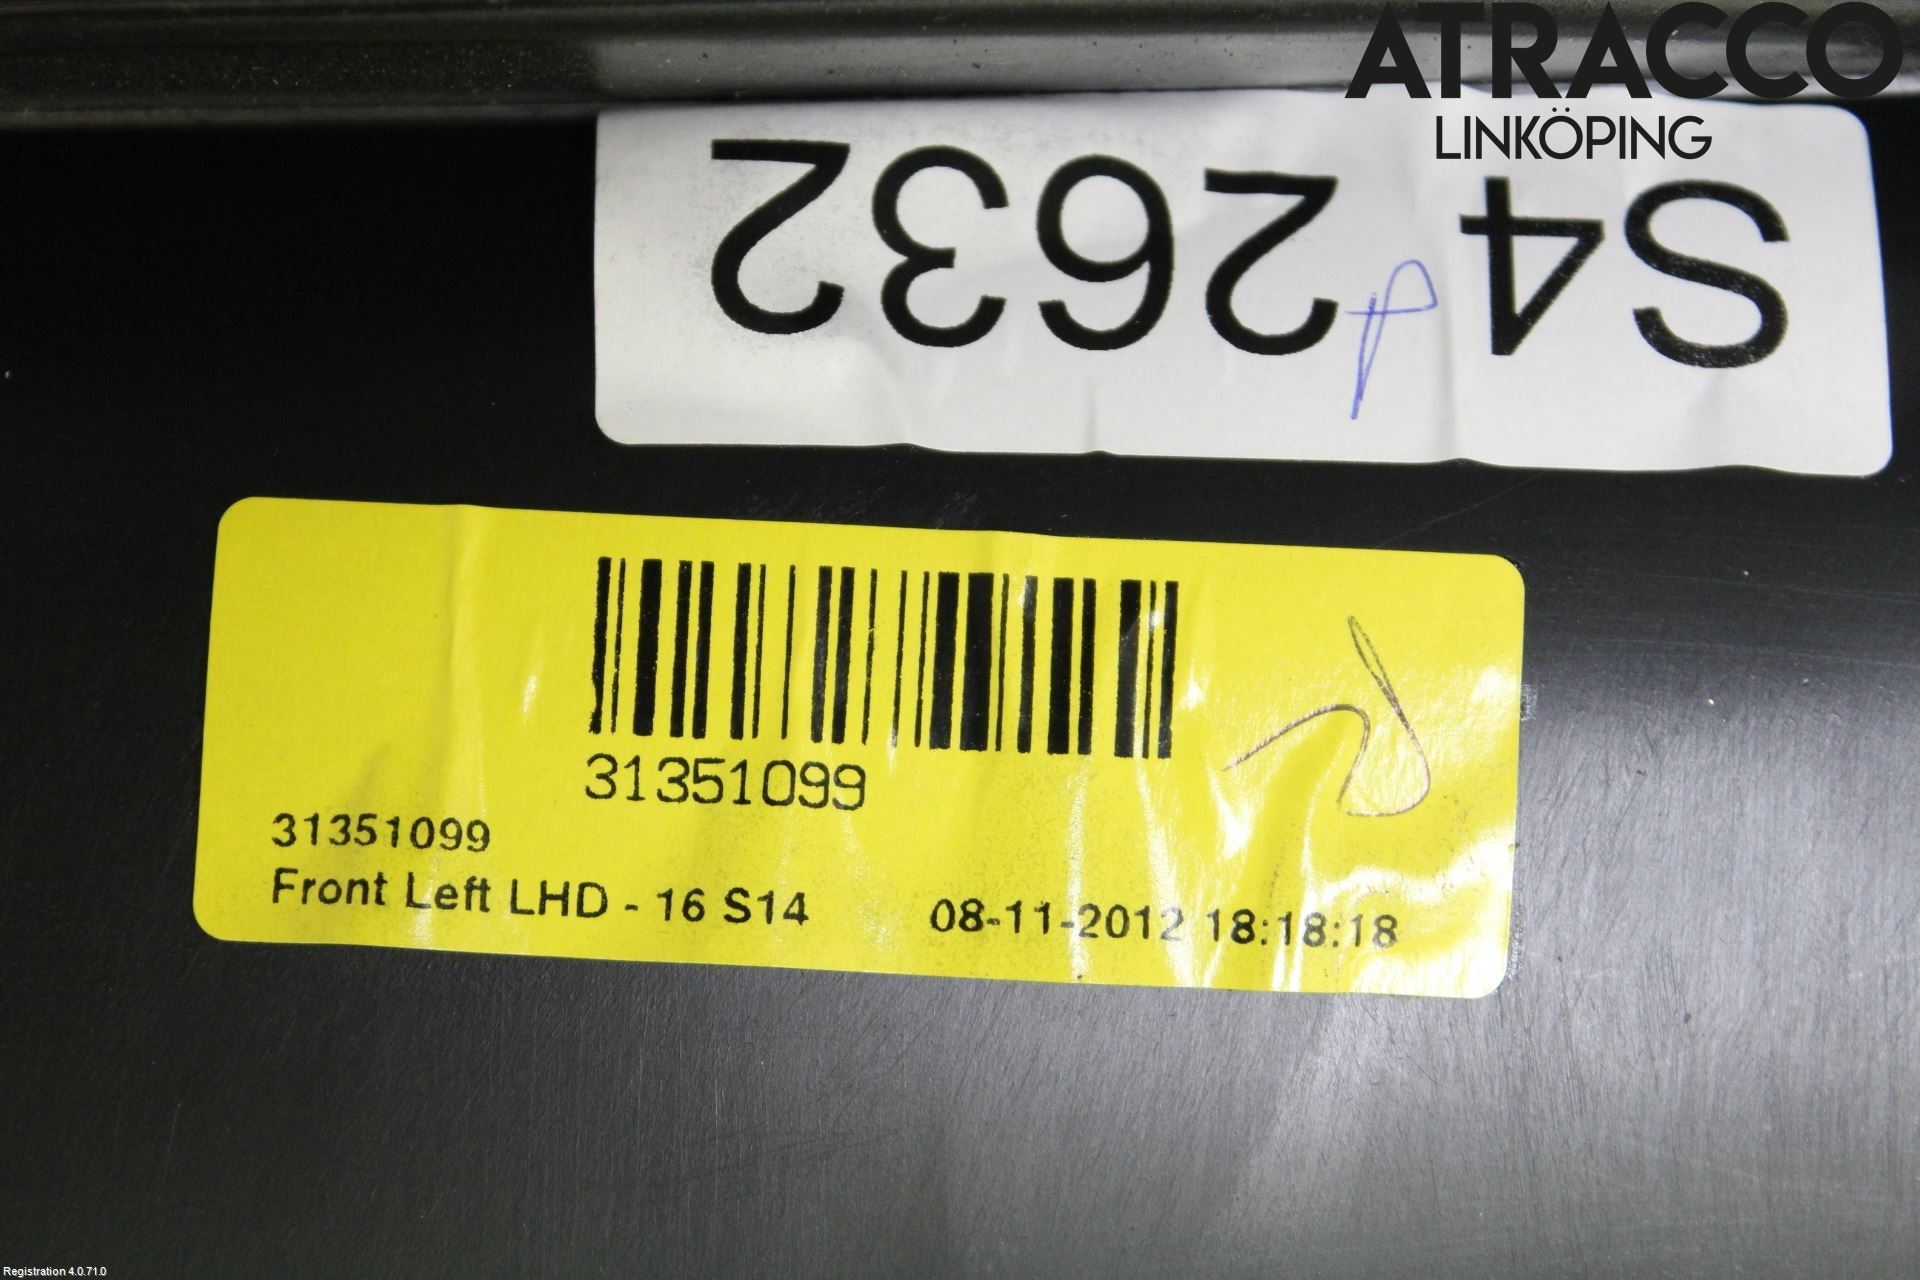 ATRACCO
LINKÖPING
S4 2632
31351099
31351099
Front Left LHD - 16 S14 08-11-2012 18:18:18
Registration 4.0.71.0